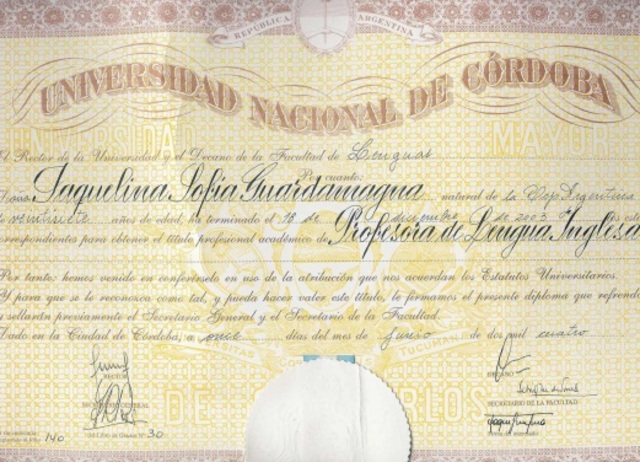 REPÚBLICA ARGENTINA
UNIVERSIDAD NACIONAL DE CÓRDOBA
UNIVERSIDA MAYOR
El Rector de la Universidad y el Decano de la Facultad de Lenguas
Por cuanto:
Jaquelina Sofía Guardamagna natural de la Rep. Argentina
de veintisiete años de edad, ha terminado el 18 de diciembre de 2003
correspondientes para obtener el título profesional académico de Profesora de Lengua Inglesa
Por tanto: hemos venido en conferírselo en uso de la atribución que nos acuerdan los Estatutos Universitarios.
Y para que se le reconozca como tal, y pueda hacer valer este título, le firmamos el presente diploma que refrendo
y sellarán previamente el Secretario General y el Secretario de la Facultad.
Dado en la Ciudad de Córdoba, a once días del mes de Junio de dos mil cuatro
TUCUMAN
RECTOR
DECANO
SECRETARIO GENERAL
SECRETARIO DE LA FACULTAD
DE
140
30